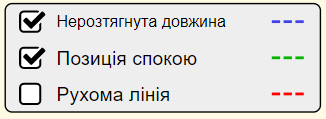 Нерозтягнута довжина
Позиція спокою
Рухома лінія